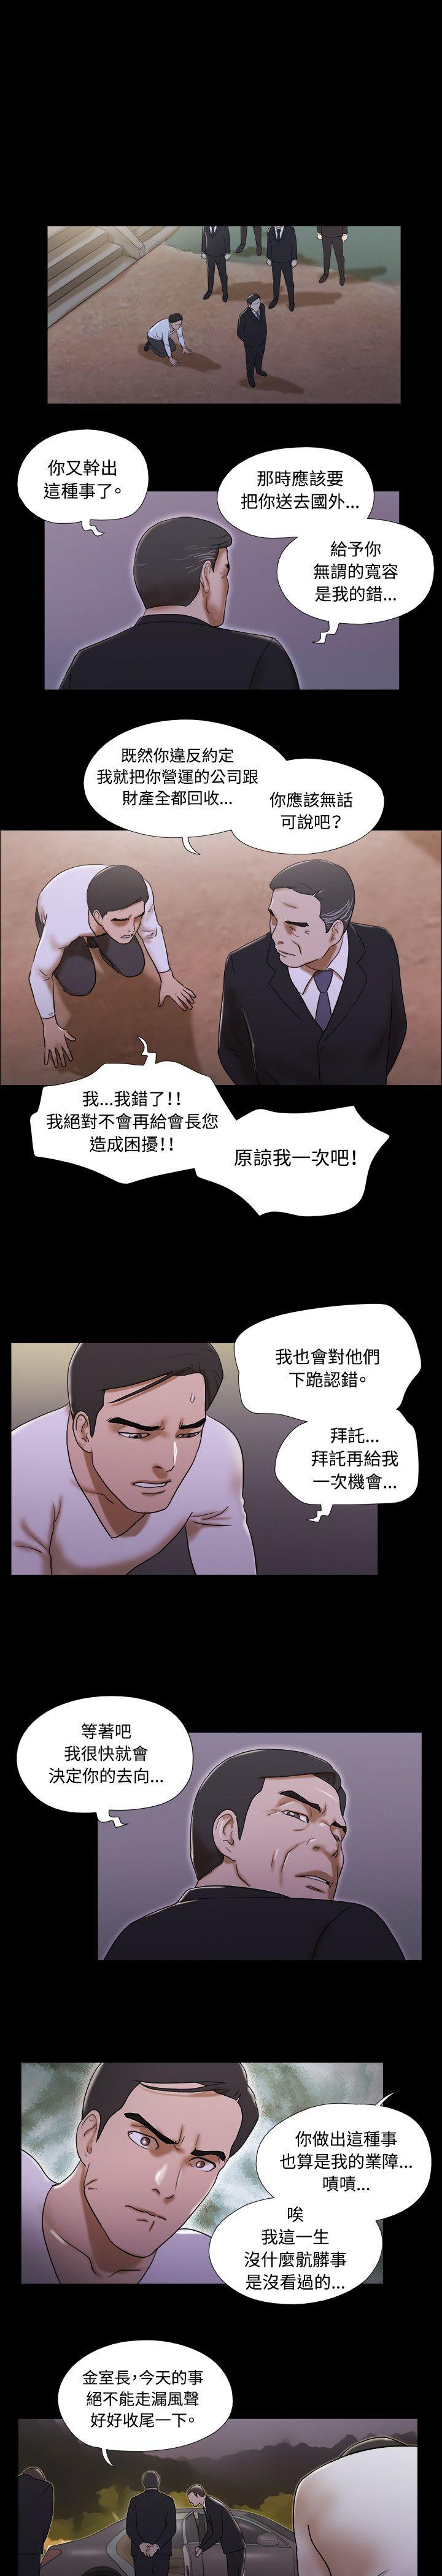 你又幹出
這種事了。
那時應該要
把你送去國外...
給予你
無謂的寬容
是我的錯...
既然你違反約定
我就把你營運的公司跟
財產全都回收...
你應該無話
可說吧?
我...我錯了!!
我絕對不會再給會長您
造成困擾!!
原諒我一次吧!
我也會對他們
下跪認錯。
拜託...
拜託再給我
一次機會...
等著吧
我很快就會
決定你的去向...
你做出這種事
也算是我的業障...
嘖嘖...
唉
我這一生
沒什麼骯髒事
是沒看過的...
金室長,今天的事
絕不能走漏風聲
好好收尾一下。